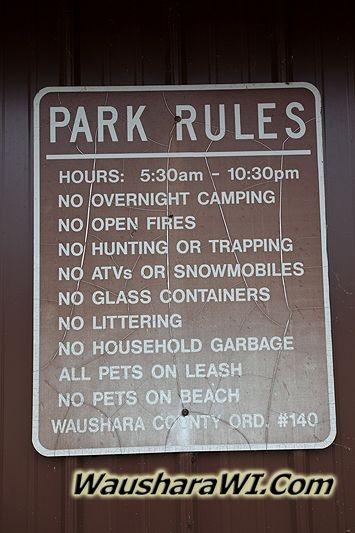 PARK RULES
HOURS: 5:30am - 10:30pm
NO OVERNIGHT CAMPING
NO OPEN FIRES
NO HUNTING OR TRAPPING
NO ATVs OR SNOWMOBILES
NO GLASS CONTAINERS
NO LITTERING
NO HOUSEHOLD GARBAGE
ALL PETS ON LEASH
NO PETS ON BEACH
WAUSHARA COUNTY ORD. #140
WausharaWI.Com